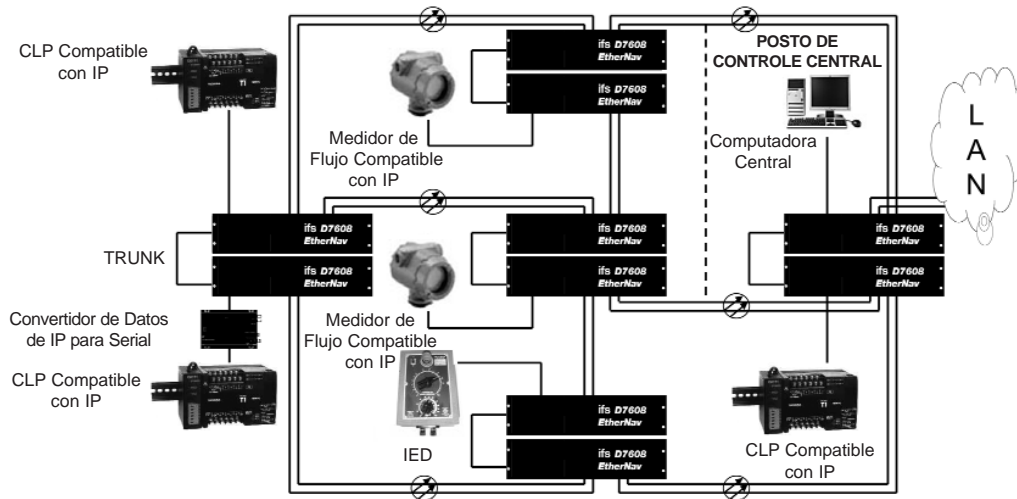 CLP Compatible
con IP
Medidor de
Flujo Compatible
con IP
ifs D7608
EtherNav
ifs D7608
EtherNav
POSTO DE
CONTROLE CENTRAL
Computadora
Central
L
A
N
TRUNK
ifs D7608
EtherNav
ifs D7608
EtherNav
Medidor de
Flujo Compatible
con IP
ifs D7608
EtherNav
ifs D7608
EtherNav
ifs D7608
EtherNav
ifs D7608
EtherNav
Convertidor de Datos
de IP para Serial
CLP Compatible
con IP
IED
ifs D7608
EtherNav
ifs D7608
EtherNav
CLP Compatible
con IP